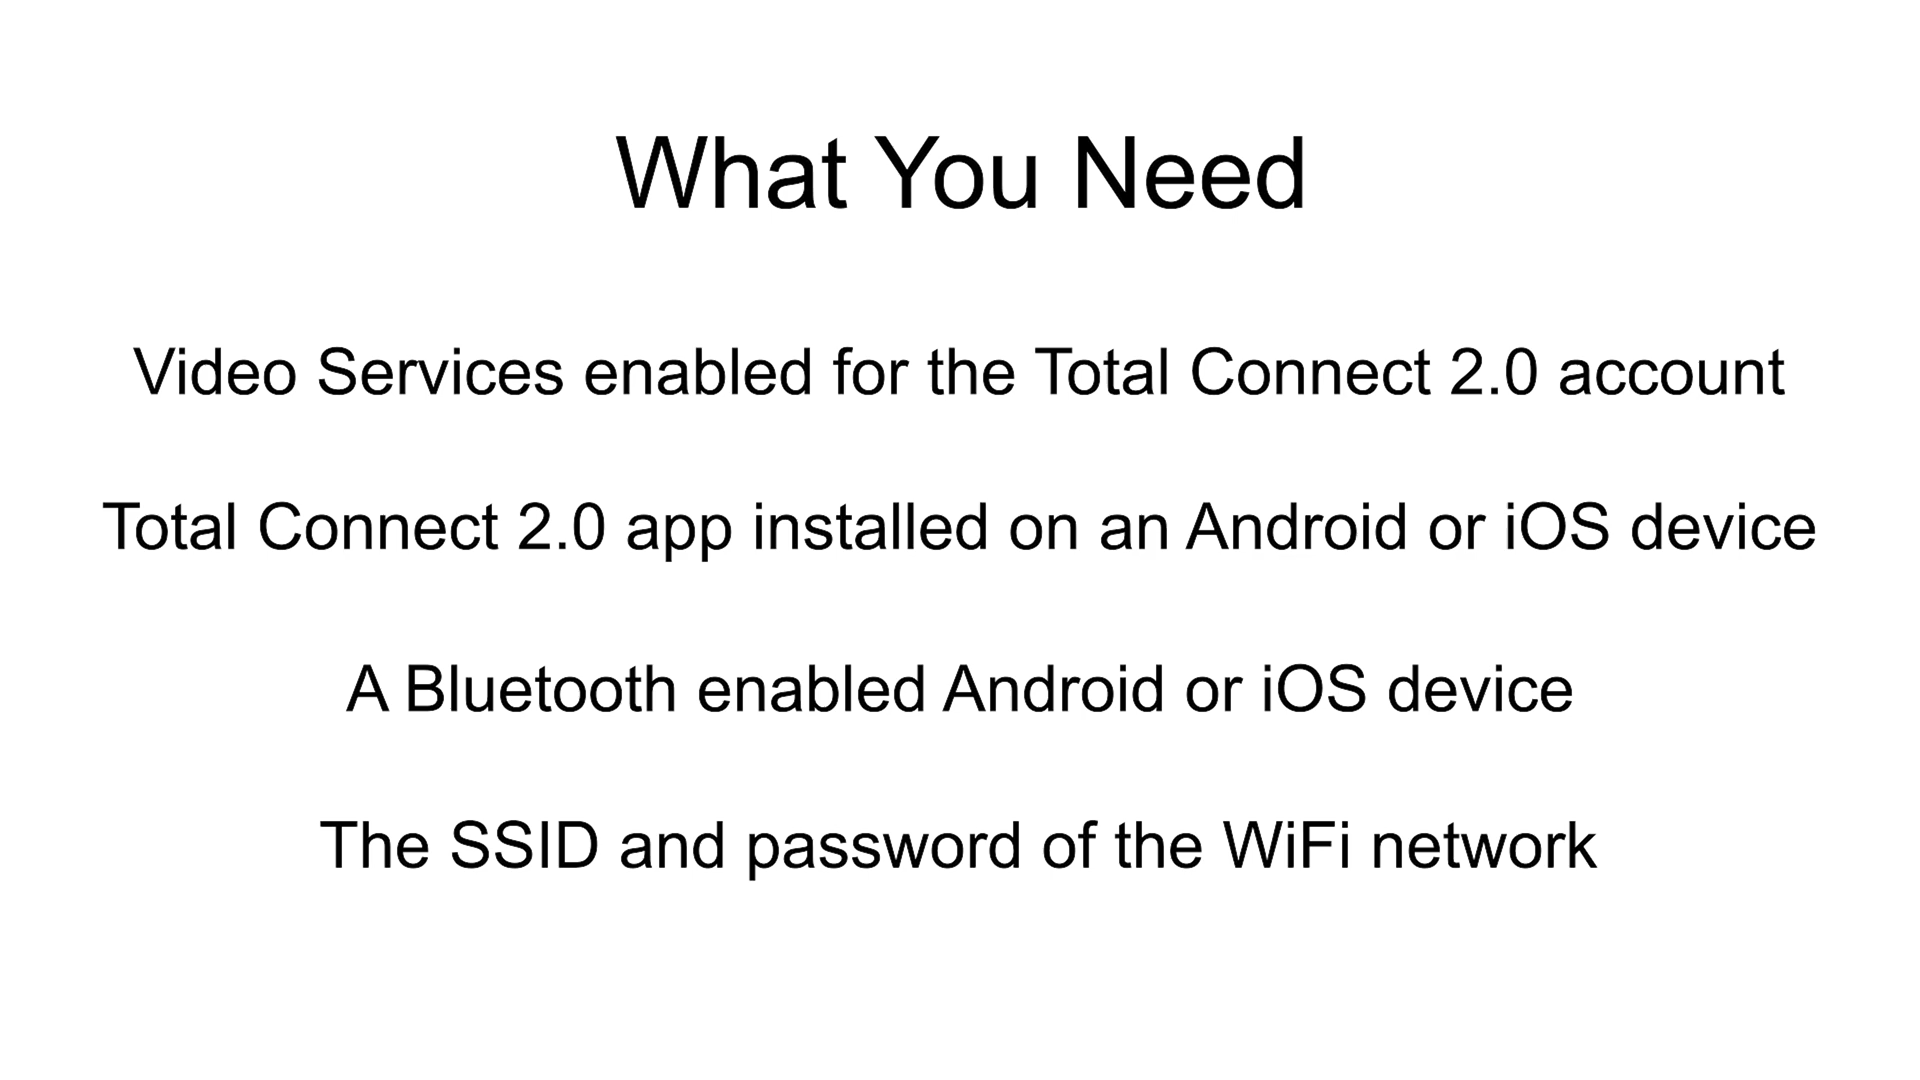 What You Need
Video Services enabled for the Total Connect 2.0 account
Total Connect 2.0 app installed on an Android or iOS device
A Bluetooth enabled Android or iOS device
The SSID and password of the WiFi network